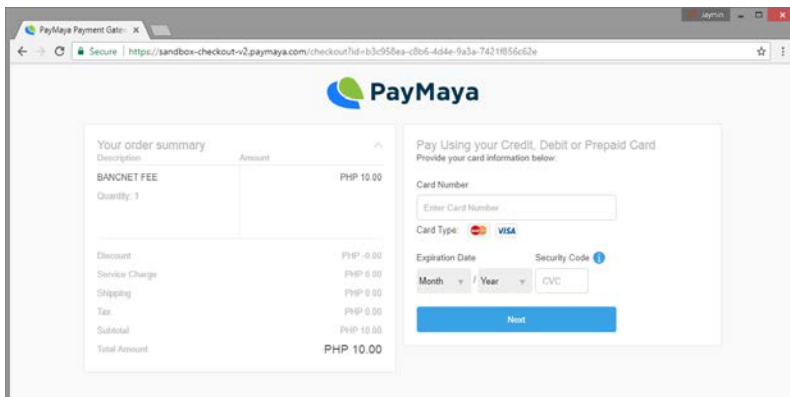 Jaymin
PayMaya Payment Gate
Secure | https://sandbox-checkout-v2.paymaya.com/checkout?id=b3c958ea-c8b6-4d4e-9a3a-7421f856c62e
PayMaya
Your order summary
Description Amount
BANCNET FEE PHP 10.00
Quantity: 1
Discount PHP -0.00
Service Charge PHP 0.00
Shipping PHP 0.00
Tax PHP 0.00
Subtotal PHP 10.00
Total Amount PHP 10.00
Pay Using your Credit, Debit or Prepaid Card
Provide your card information below:
Card Number
Enter Card Number
Card Type: VISA
Expiration Date Security Code
Month / Year CVC
Next